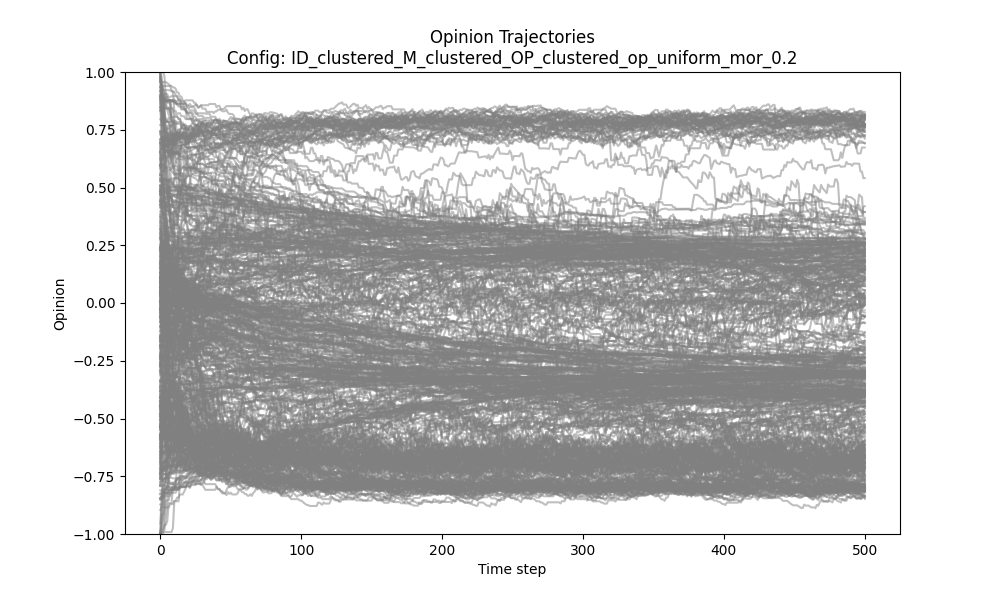 Opinion Trajectories
Config: ID_clustered_M_clustered_OP_clustered_op_uniform_mor_0.2
1.00
0.75
0.50
0.25
0.00
−0.25
−0.50
−0.75
−1.00
Opinion
0 100 200 300 400 500
Time step